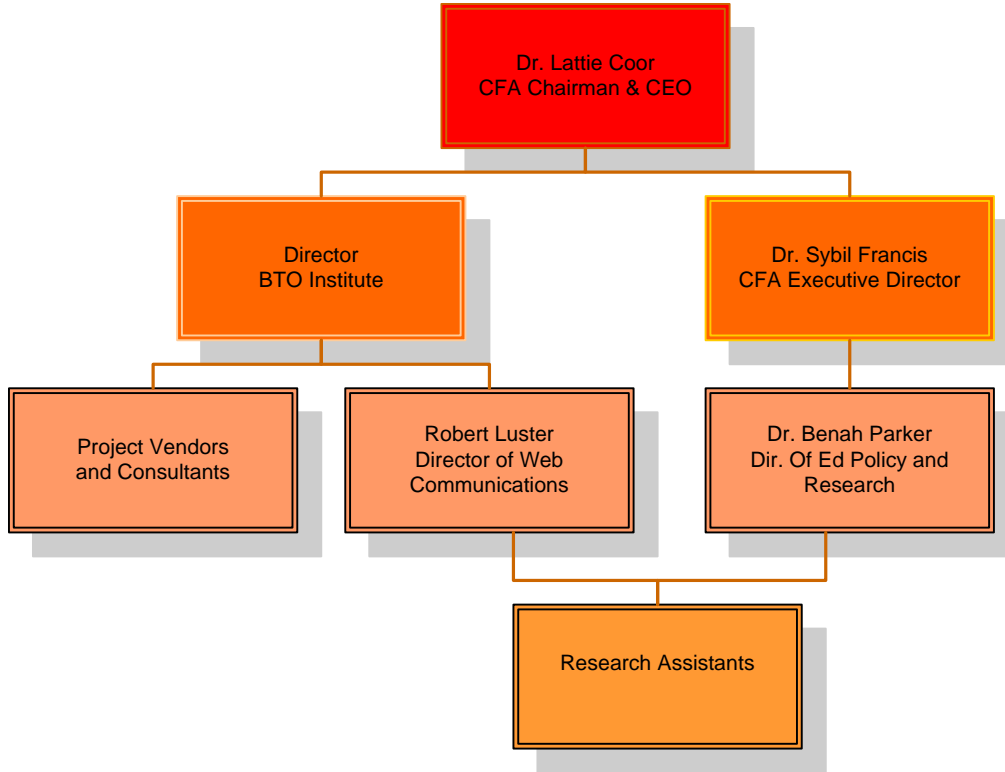 Dr. Lattie Coor
CFA Chairman & CEO
Director
BTO Institute
Dr. Sybil Francis
CFA Executive Director
Project Vendors
and Consultants
Robert Luster
Director of Web
Communications
Dr. Benah Parker
Dir. Of Ed Policy and
Research
Research Assistants